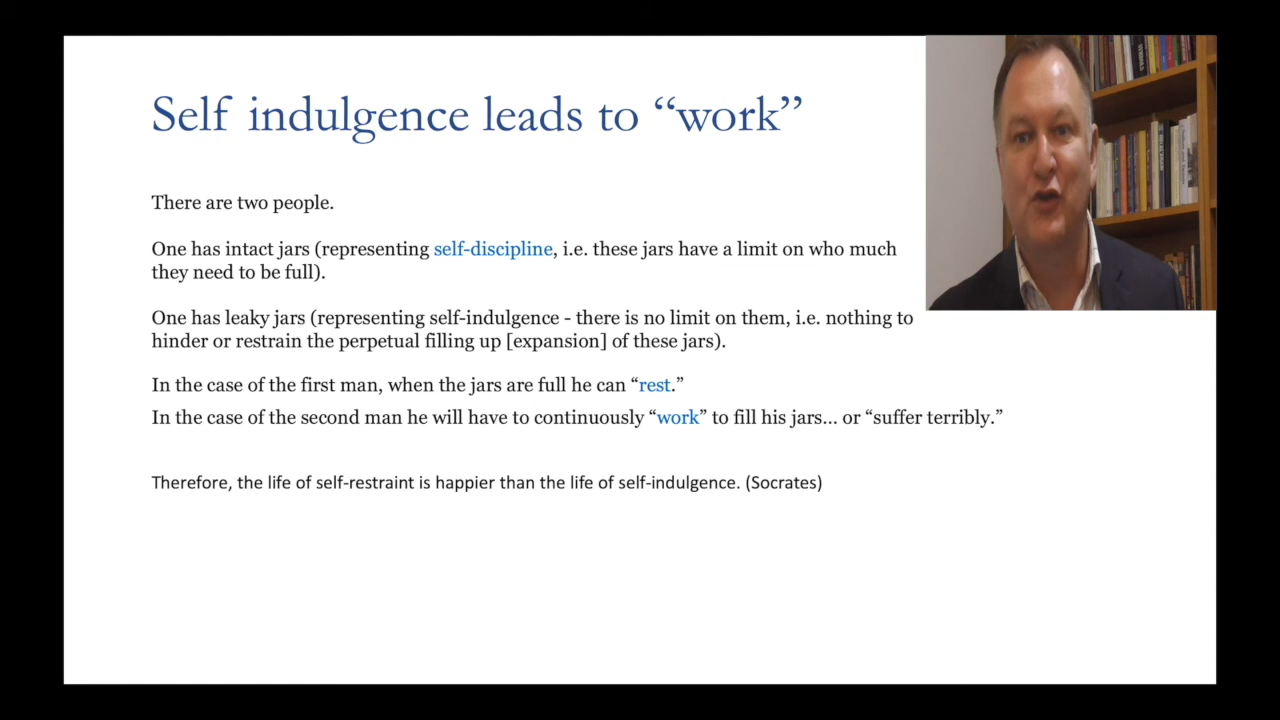 Self indulgence leads to “work”
There are two people.
One has intact jars (representing self-discipline, i.e. these jars have a limit on who much
they need to be full).
One has leaky jars (representing self-indulgence - there is no limit on them, i.e. nothing to
hinder or restrain the perpetual filling up [expansion] of these jars).
In the case of the first man, when the jars are full he can “rest.”
In the case of the second man he will have to continuously “work” to fill his jars... or “suffer terribly.”
Therefore, the life of self-restraint is happier than the life of self-indulgence. (Socrates)